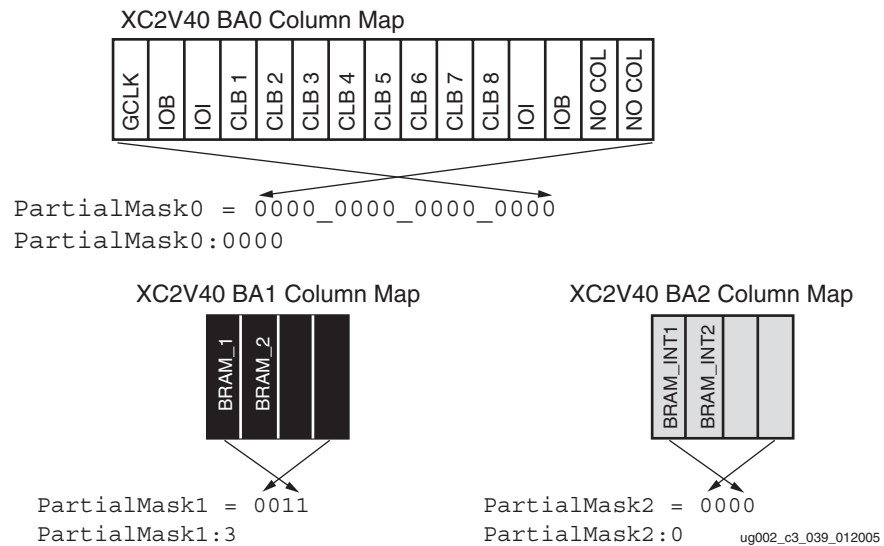 XC2V40 BA0 Column Map
GCLK
IOB
IOI
CLB 1
CLB 2
CLB 3
CLB 4
CLB 5
CLB 6
CLB 7
CLB 8
IOI
IOB
NO COL
NO COL
PartialMask0 = 0000_0000_0000_0000
PartialMask0:0000
XC2V40 BA1 Column Map
BRAM_1
BRAM_2
PartialMask1 = 0011
PartialMask1:3
XC2V40 BA2 Column Map
BRAM_INT1
BRAM_INT2
PartialMask2 = 0000
PartialMask2:0
ug002_c3_039_012005